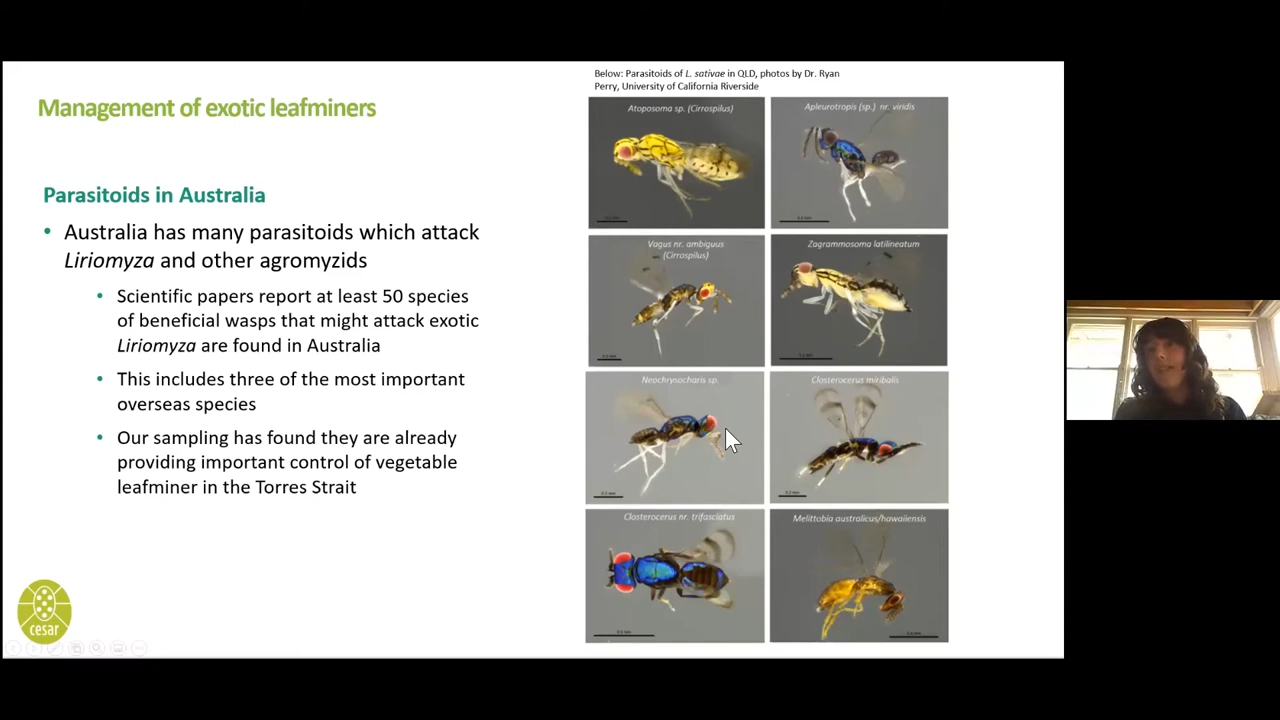 Below: Parasitoids of L. sativae in QLD, photos by Dr. Ryan
Perry, University of California Riverside
Management of exotic leafminers
Parasitoids in Australia
• Australia has many parasitoids which attack
Liriomyza and other agromyzids
• Scientific papers report at least 50 species
of beneficial wasps that might attack exotic
Liriomyza are found in Australia
• This includes three of the most important
overseas species
• Our sampling has found they are already
providing important control of vegetable
leafminer in the Torres Strait
Atoposoma sp. (Cirrospilus)
Apleurotropis (sp.) nr. viridis
Vagus nr. ambiguus
(Cirrospilus)
Zagrammosoma latilineatum
Neochrysocharis sp.
Closterocerus miribalis
Closterocerus nr. trifasciatus
Melittobia australicus/hawaiiensis
cesar